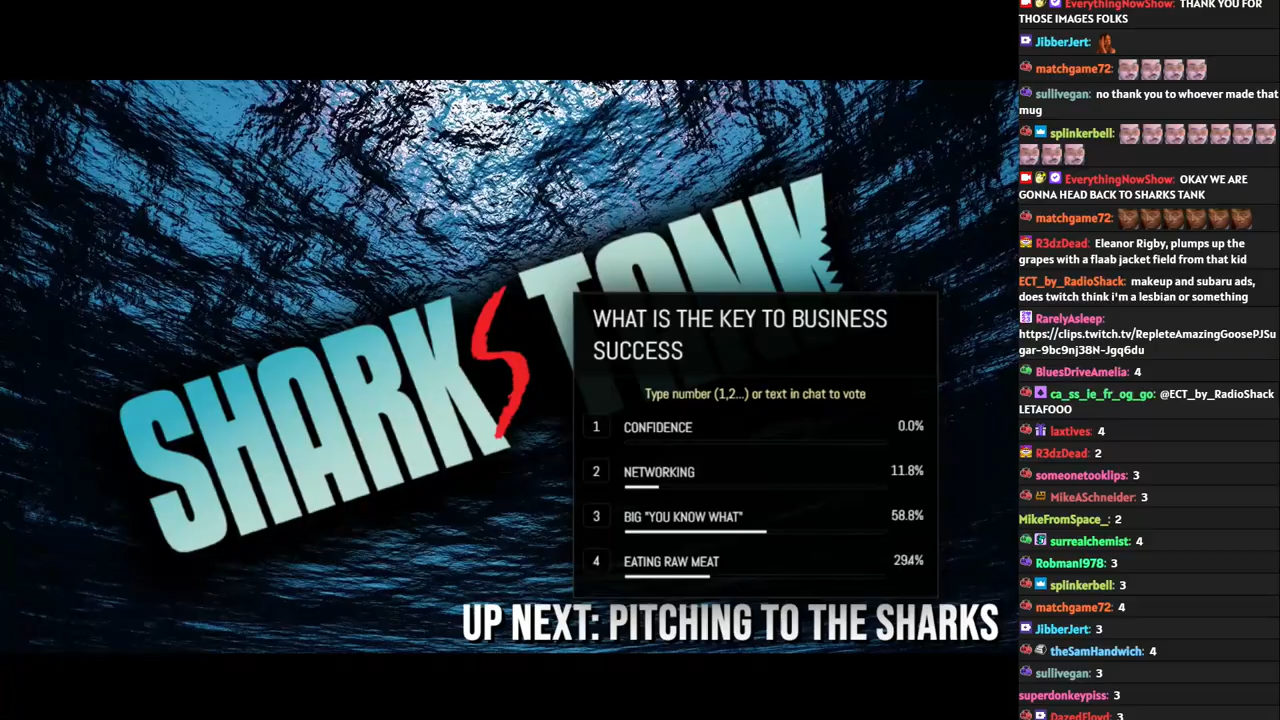 SHARKS TANK
WHAT IS THE KEY TO BUSINESS
SUCCESS
Type number (1,2...) or text in chat to vote
1 CONFIDENCE 0.0%
2 NETWORKING 11.8%
3 BIG "YOU KNOW WHAT" 58.8%
4 EATING RAW MEAT 29.4%
UP NEXT: PITCHING TO THE SHARKS
EverythingNowShow: THANK YOU FOR
THOSE IMAGES FOLKS
JibberJert:
matchgame72:
sullivegan: no thank you to whoever made that
mug
splinkerbell:
EverythingNowShow: OKAY WE ARE
GONNA HEAD BACK TO SHARKS TANK
matchgame72:
R3dzDead: Eleanor Rigby, plumps up the
grapes with a flaab jacket field from that kid
ECT_by_RadioShack: makeup and subaru ads,
does twitch think i'm a lesbian or something
RarelyAsleep:
https://clips.twitch.tv/RepleteAmazingGoosePJSu
gar-9bc9nj38N-Jgq6du
BluesDriveAmelia: 4
ca_ss_ie_fr_og_go: @ECT_by_RadioShack
LETAFOOO
laxtives: 4
R3dzDead: 2
someonetooklips: 3
MikeASchneider: 3
MikeFromSpace_: 2
surrealchemist: 4
Robman1978: 3
splinkerbell: 3
matchgame72: 4
JibberJert: 3
theSamHandwich: 4
sullivegan: 3
superdonkeypiss: 3
DazedFloyd: 3